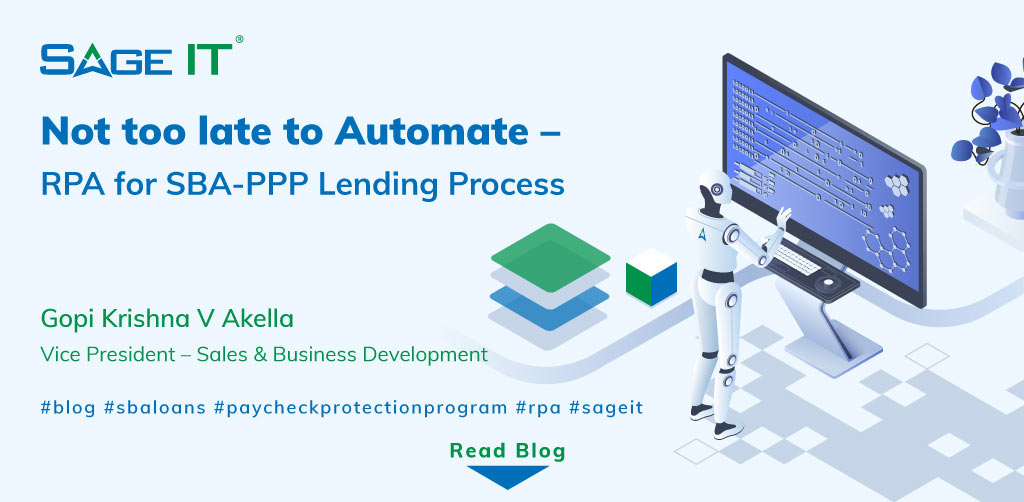 SAGE IT®
Not too late to Automate –
RPA for SBA-PPP Lending Process
Gopi Krishna V Akella
Vice President – Sales & Business Development
#blog #sbaloans #paycheckprotectionprogram #rpa #sageit
Read Blog